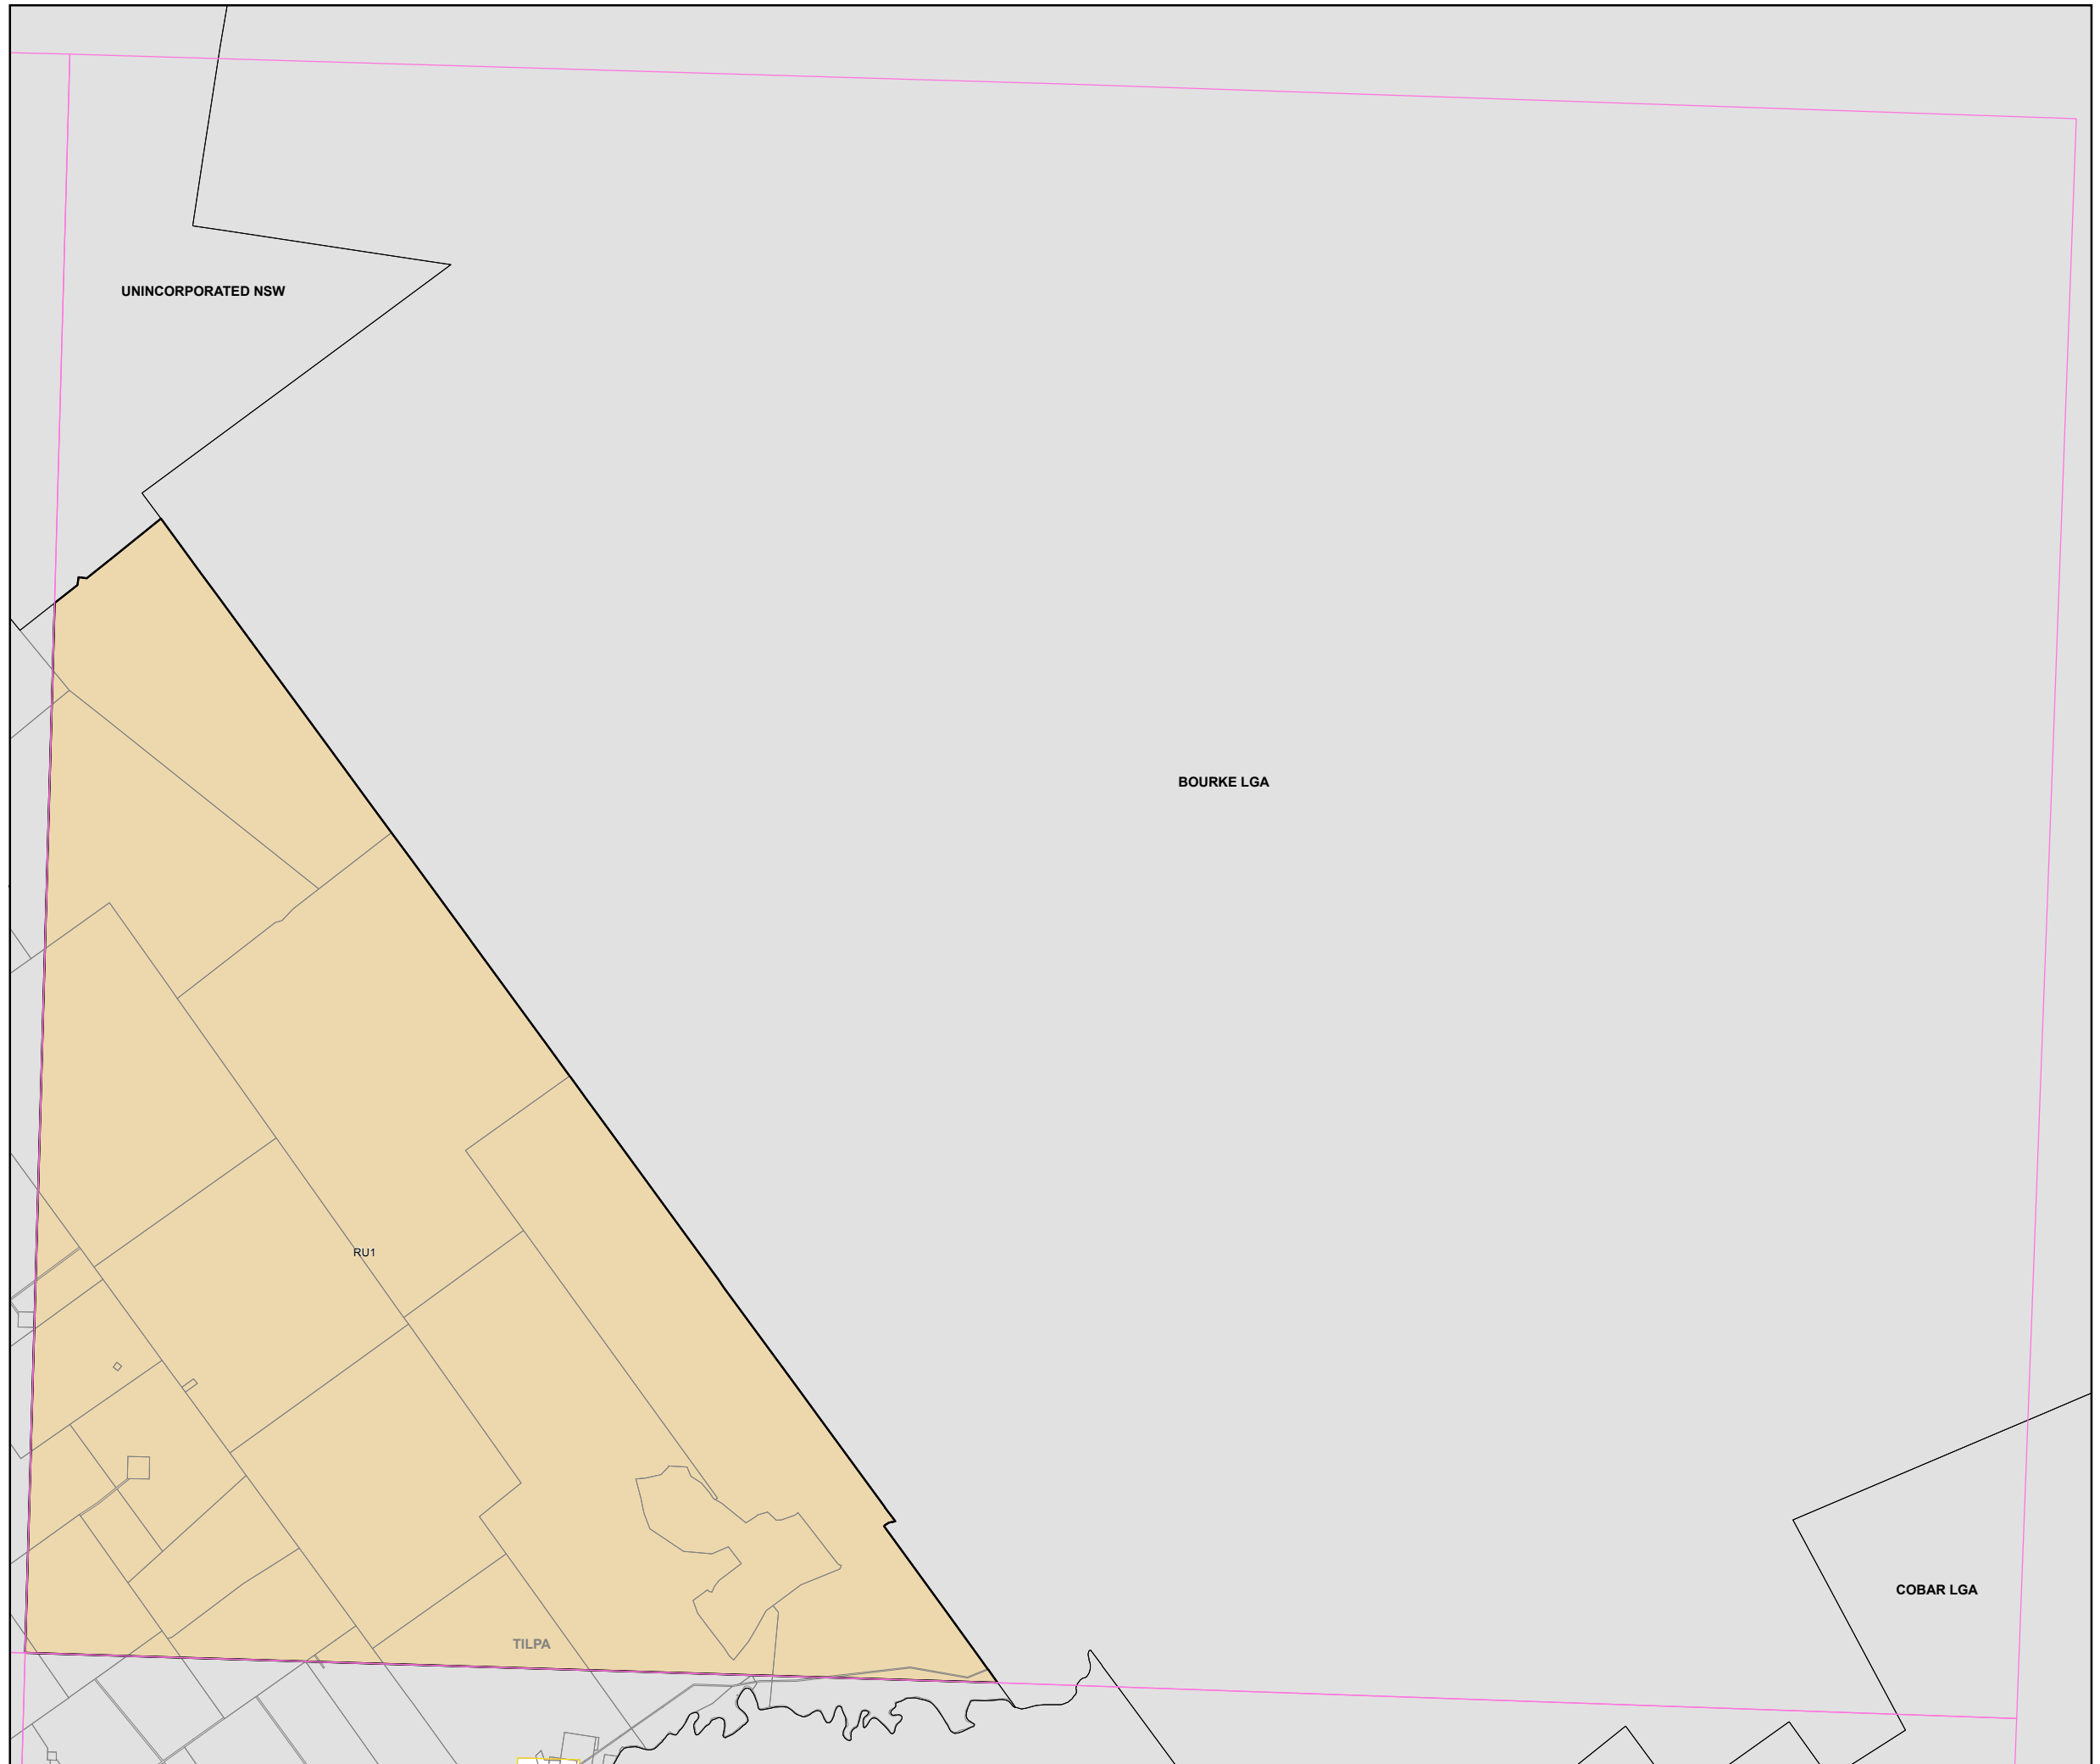 UNINCORPORATED NSW
BOURKE LGA
RU1
COBAR LGA
TILPA